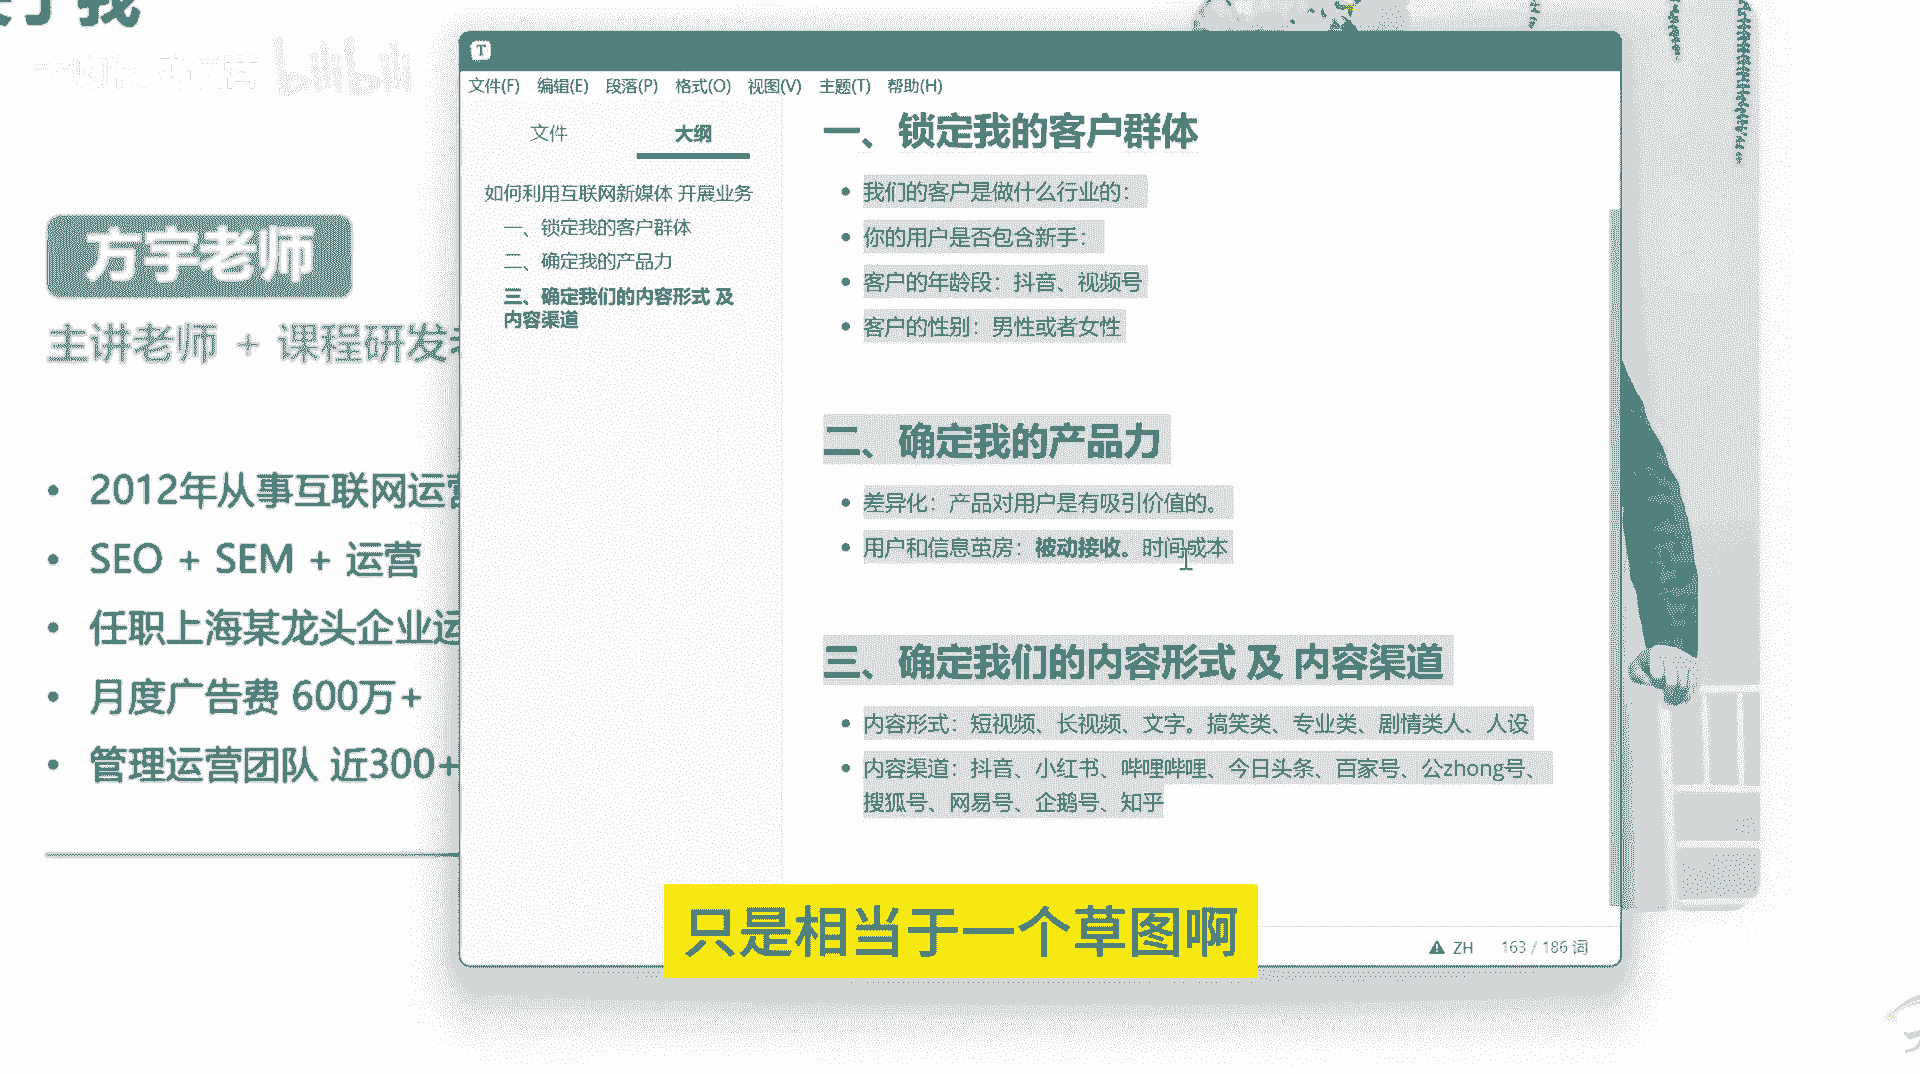 bilibili
方宇老师
主讲老师 + 课程研发
2012年从事互联网运营
SEO + SEM + 运营
任职上海某龙头企业运
月度广告费 600万+
管理运营团队 近300+
T
文件(F) 编辑(E) 段落(P) 格式(O) 视图(V) 主题(T) 帮助(H)
文件 大纲
如何利用互联网新媒体 开展业务
一、锁定我的客户群体
二、确定我的产品力
三、确定我们的内容形式 及
内容渠道
一、锁定我的客户群体
我们的客户是做什么行业的：
你的用户是否包含新手：
客户的年龄段：抖音、视频号
客户的性别：男性或者女性
二、确定我的产品力
差异化：产品对用户是有吸引价值的。
用户和信息茧房：被动接收。时间成本
三、确定我们的内容形式 及 内容渠道
内容形式：短视频、长视频、文字。搞笑类、专业类、剧情类人、人设
内容渠道：抖音、小红书、哔哩哔哩、今日头条、百家号、公zhong号、
搜狐号、网易号、企鹅号、知乎
ZH 163 / 186 词
只是相当于一个草图啊